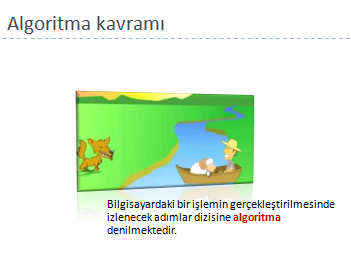 Algoritma kavramı
Bilgisayardaki bir işlemin gerçekleştirilmesinde
izlenecek adımlar dizisine algoritma
denilmektedir.